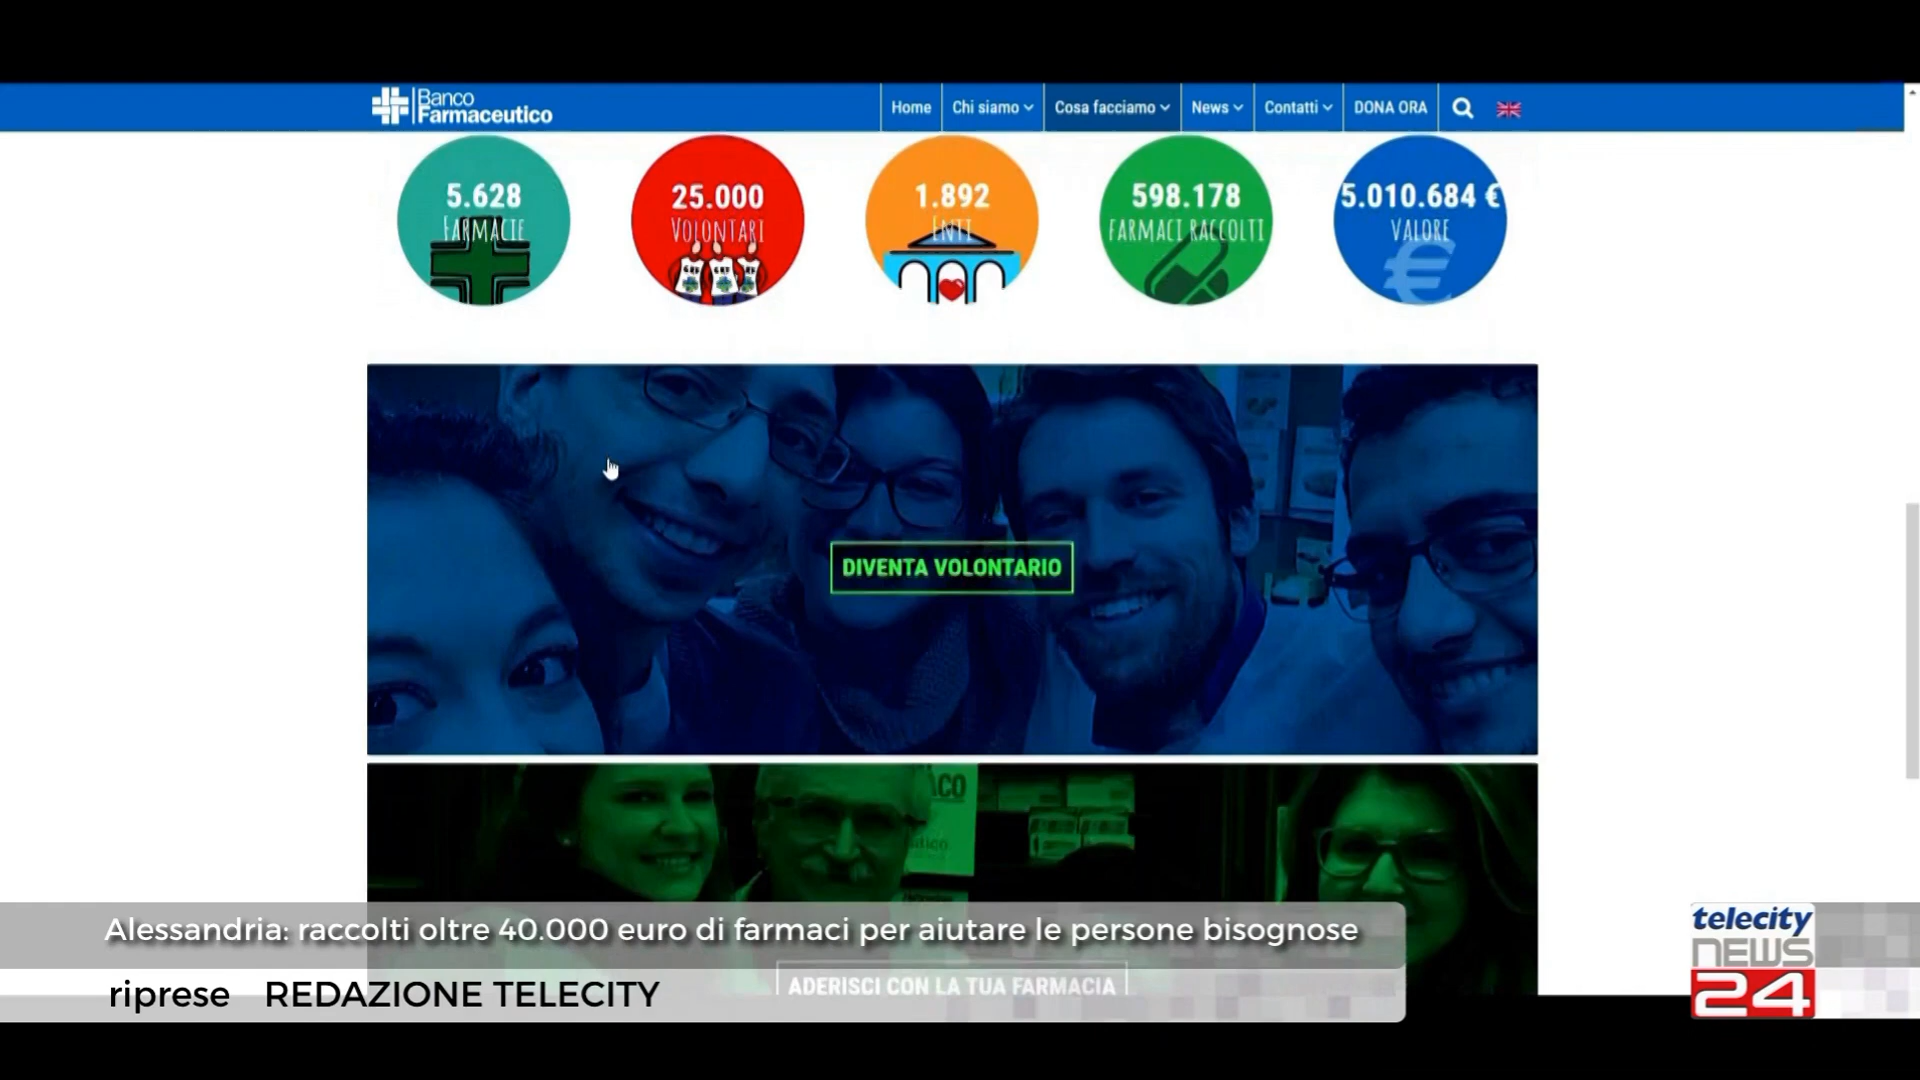 Banco
Farmaceutico
Home
Chi siamo
Cosa facciamo
News
Contatti
DONA ORA
5.628
FARMACIE
25.000
VOLONTARI
1.892
ENTI
598.178
FARMACI RACCOLTI
5.010.684 €
VALORE
€
DIVENTA VOLONTARIO
Alessandria: raccolti oltre 40.000 euro di farmaci per aiutare le persone bisognose
ADERISCI CON LA TUA FARMACIA
riprese REDAZIONE TELECITY
telecity
NEWS
24